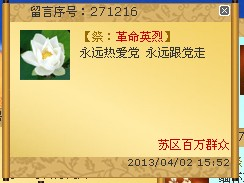 留言序号：271216
【祭：革命英烈】
永远热爱党 永远跟党走
苏区百万群众
2013/04/02 15:52